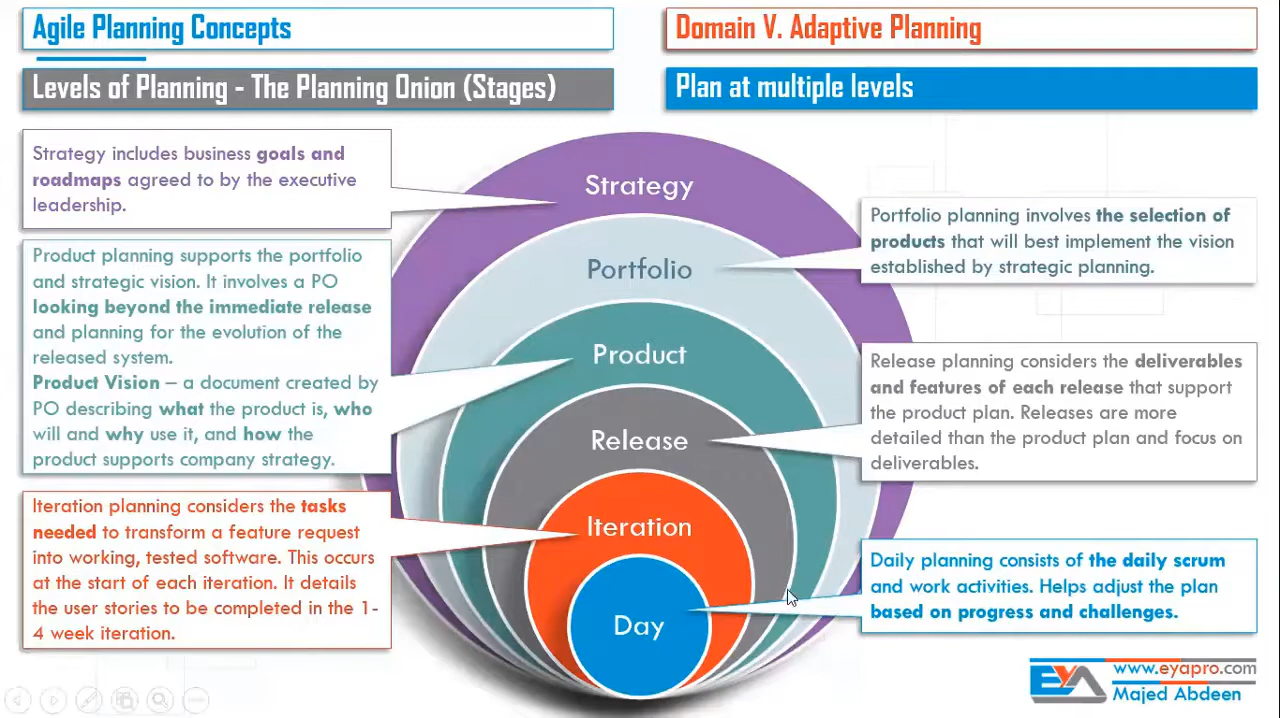 Agile Planning Concepts
Domain V. Adaptive Planning
Levels of Planning - The Planning Onion (Stages)
Plan at multiple levels
Strategy includes business goals and
roadmaps agreed to by the executive
leadership.
Product planning supports the portfolio
and strategic vision. It involves a PO
looking beyond the immediate release
and planning for the evolution of the
released system.
Product Vision – a document created by
PO describing what the product is, who
will and why use it, and how the
product supports company strategy.
Iteration planning considers the tasks
needed to transform a feature request
into working, tested software. This occurs
at the start of each iteration. It details
the user stories to be completed in the 1-
4 week iteration.
Strategy
Portfolio
Product
Release
Iteration
Day
Portfolio planning involves the selection of
products that will best implement the vision
established by strategic planning.
Release planning considers the deliverables
and features of each release that support
the product plan. Releases are more
detailed than the product plan and focus on
deliverables.
Daily planning consists of the daily scrum
and work activities. Helps adjust the plan
based on progress and challenges.
EYA
www.eyapro.com
Majed Abdeen